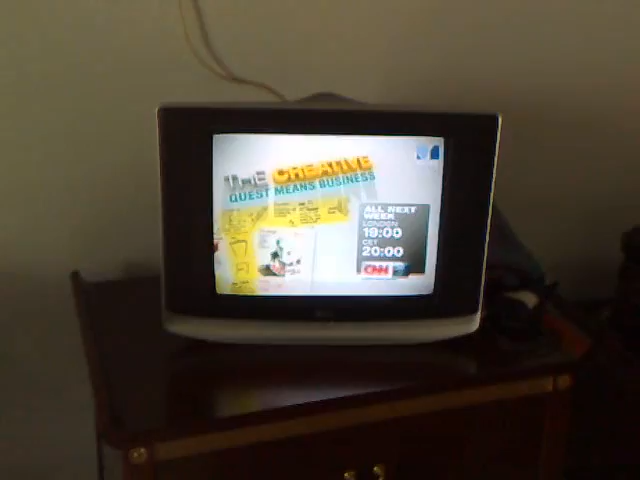 THE CREATIVE
QUEST MEANS BUSINESS
ALL NEXT
WEEK
LONDON
19:00
CET
20:00
CNN